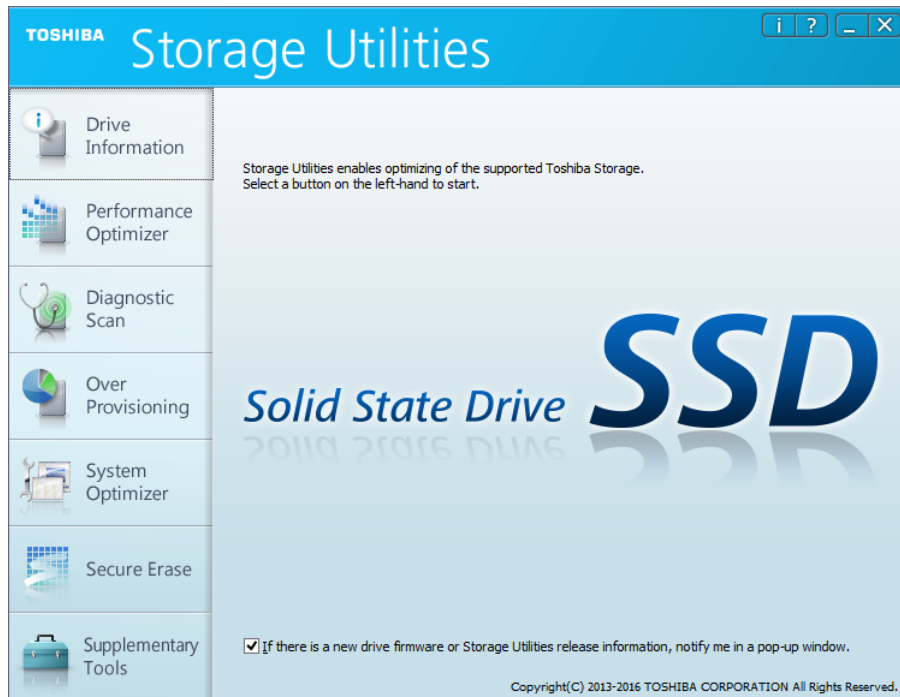 TOSHIBA Storage Utilities
i ? _ X
Drive
Information
Performance
Optimizer
Diagnostic
Scan
Over
Provisioning
System
Optimizer
Secure Erase
Supplementary
Tools
Storage Utilities enables optimizing of the supported Toshiba Storage.
Select a button on the left-hand to start.
Solid State Drive SSD
If there is a new drive firmware or Storage Utilities release information, notify me in a pop-up window.
Copyright(C) 2013-2016 TOSHIBA CORPORATION All Rights Reserved.